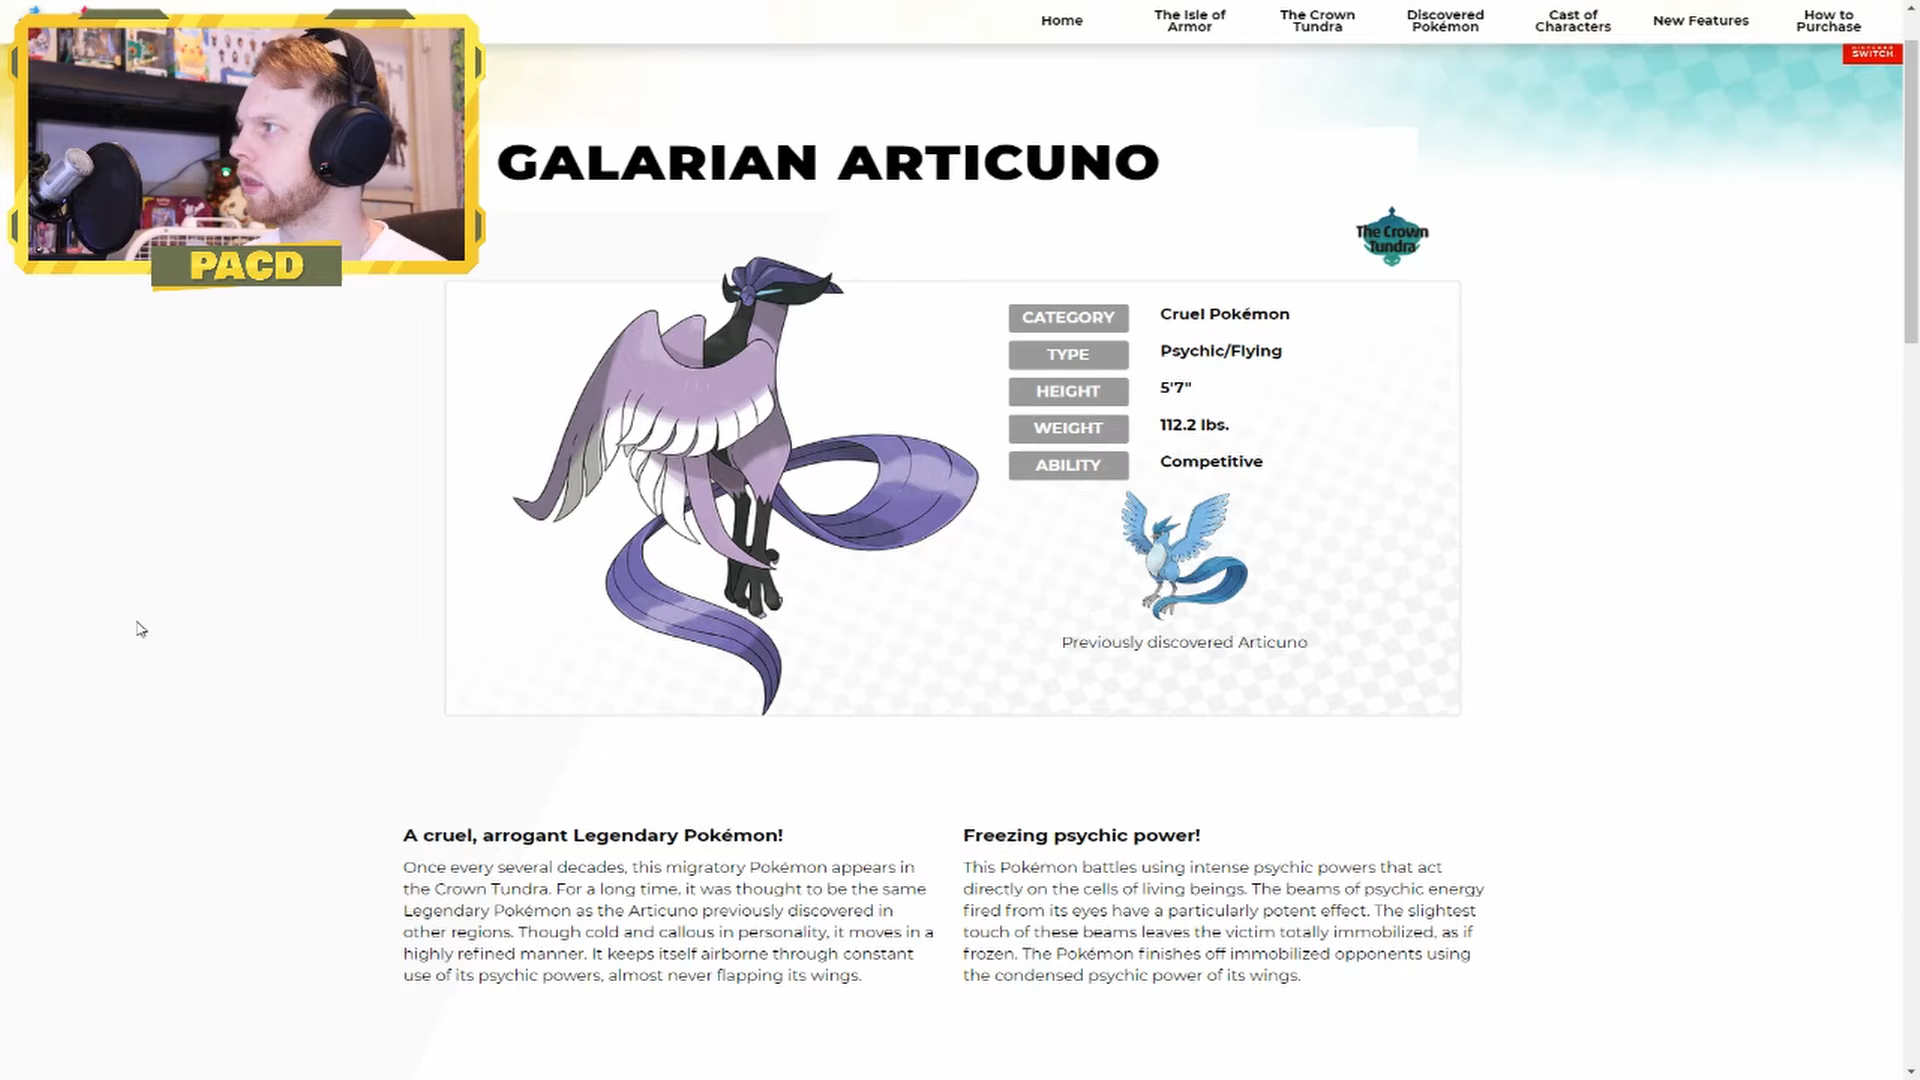 Home
The Isle of
Armor
The Crown
Tundra
Discovered
Pokémon
Cast of
Characters
New Features
How to
Purchase
SWITCH
GALARIAN ARTICUNO
PACD
The Crown
Tundra
CATEGORY Cruel Pokémon
TYPE Psychic/Flying
HEIGHT 5'7"
WEIGHT 112.2 lbs.
ABILITY Competitive
Previously discovered Articuno
A cruel, arrogant Legendary Pokémon!
Once every several decades, this migratory Pokémon appears in
the Crown Tundra. For a long time, it was thought to be the same
Legendary Pokémon as the Articuno previously discovered in
other regions. Though cold and callous in personality, it moves in a
highly refined manner. It keeps itself airborne through constant
use of its psychic powers, almost never flapping its wings.
Freezing psychic power!
This Pokémon battles using intense psychic powers that act
directly on the cells of living beings. The beams of psychic energy
fired from its eyes have a particularly potent effect. The slightest
touch of these beams leaves the victim totally immobilized, as if
frozen. The Pokémon finishes off immobilized opponents using
the condensed psychic power of its wings.